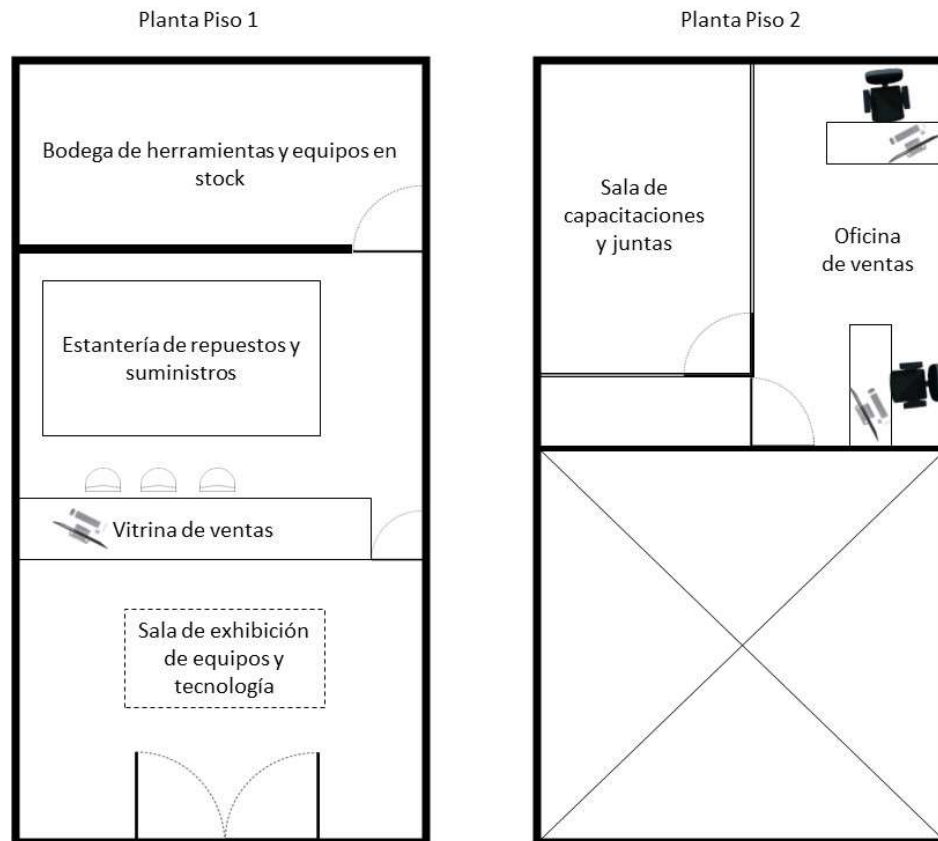 Planta Piso 1
Bodega de herramientas y equipos en
stock
Estantería de repuestos y
suministros
Vitrina de ventas
Sala de exhibición
de equipos y
tecnología
Planta Piso 2
Sala de
capacitaciones
y juntas
Oficina
de ventas